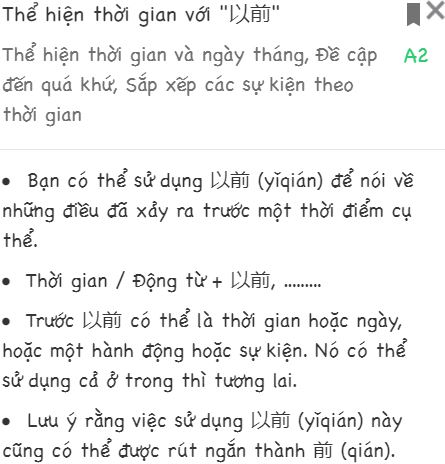 Thể hiện thời gian với "以前"
Thể hiện thời gian và ngày tháng, Đề cập
A2
đến quá khứ, Sắp xếp các sự kiện theo
thời gian
• Bạn có thể sử dụng 以前 (yǐqián) để nói về
những điều đã xảy ra trước một thời điểm cụ
thể.
• Thời gian / Động từ + 以前, .........
• Trước 以前 có thể là thời gian hoặc ngày,
hoặc một hành động hoặc sự kiện. Nó có thể
sử dụng cả ở trong thì tương lai.
• Lưu ý rằng việc sử dụng 以前 (yǐqián) này
cũng có thể được rút ngắn thành 前 (qián).